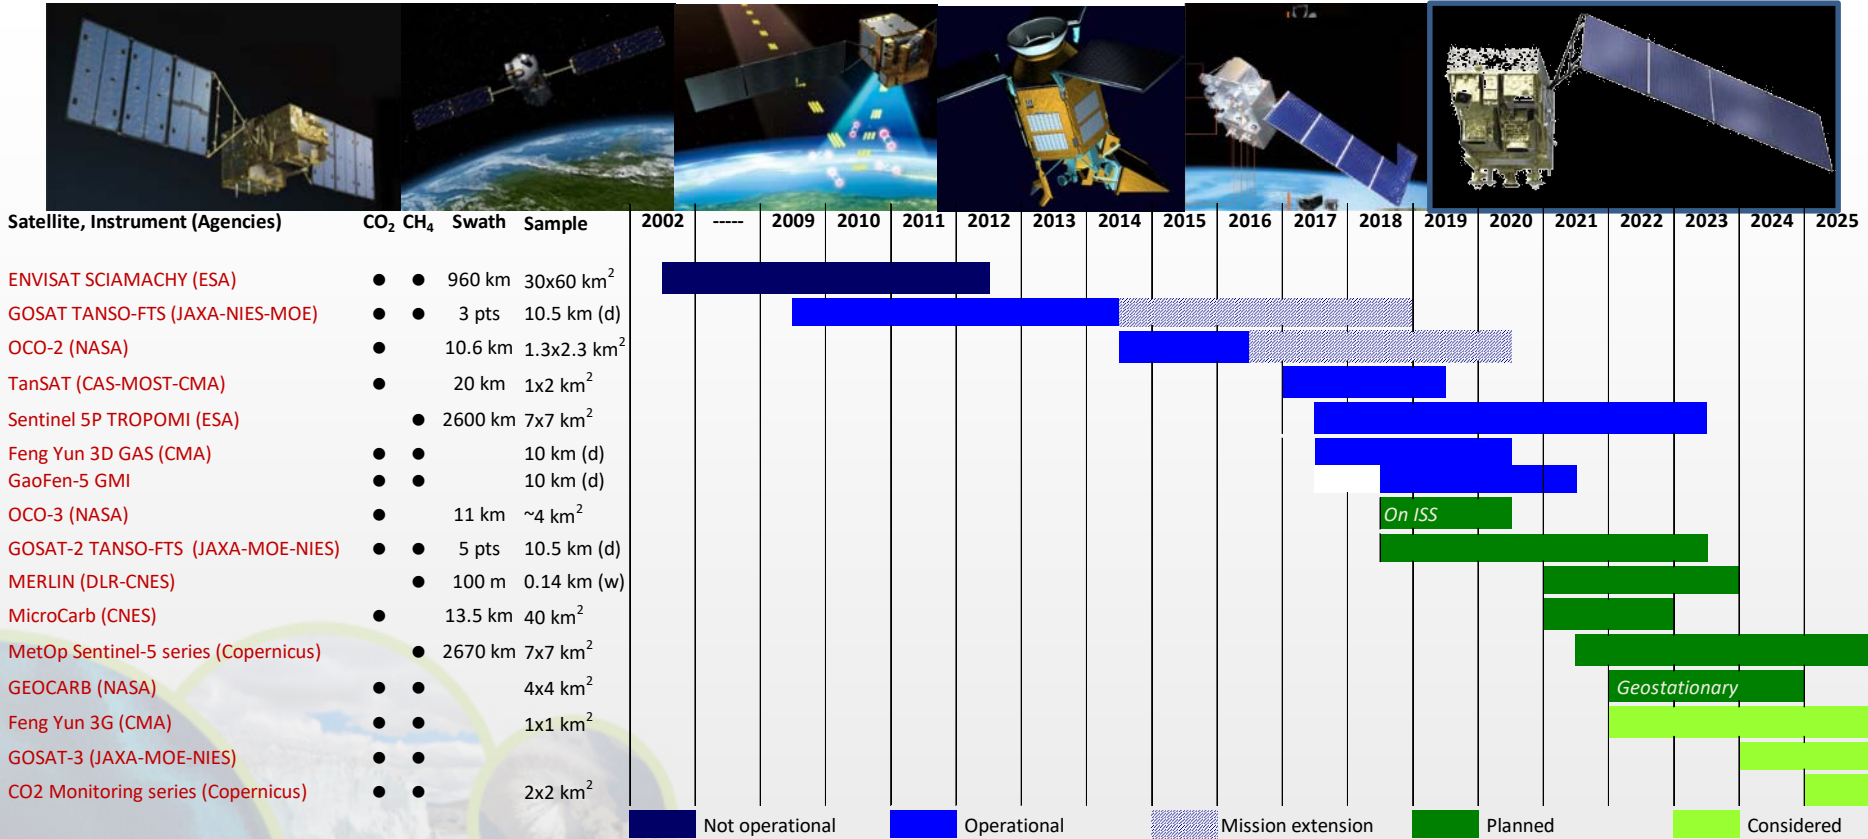 Satellite, Instrument (Agencies) CO2 CH4 Swath Sample 2002 ----- 2009 2010 2011 2012 2013 2014 2015 2016 2017 2018 2019 2020 2021 2022 2023 2024 2025
ENVISAT SCIAMACHY (ESA) ● ● 960 km 30x60 km2
GOSAT TANSO-FTS (JAXA-NIES-MOE) ● ● 3 pts 10.5 km (d)
OCO-2 (NASA) ● 10.6 km 1.3x2.3 km2
TanSAT (CAS-MOST-CMA) ● 20 km 1x2 km2
Sentinel 5P TROPOMI (ESA) ● 2600 km 7x7 km2
Feng Yun 3D GAS (CMA) ● ● 10 km (d)
GaoFen-5 GMI ● ● 10 km (d)
OCO-3 (NASA) ● 11 km ~4 km2 On ISS
GOSAT-2 TANSO-FTS (JAXA-MOE-NIES) ● ● 5 pts 10.5 km (d)
MERLIN (DLR-CNES) ● 100 m 0.14 km (w)
MicroCarb (CNES) ● 13.5 km 40 km2
MetOp Sentinel-5 series (Copernicus) ● 2670 km 7x7 km2
GEOCARB (NASA) ● ● 4x4 km2 Geostationary
Feng Yun 3G (CMA) ● ● 1x1 km2
GOSAT-3 (JAXA-MOE-NIES) ● ●
CO2 Monitoring series (Copernicus) ● ● 2x2 km2
Not operational Operational Mission extension Planned Considered